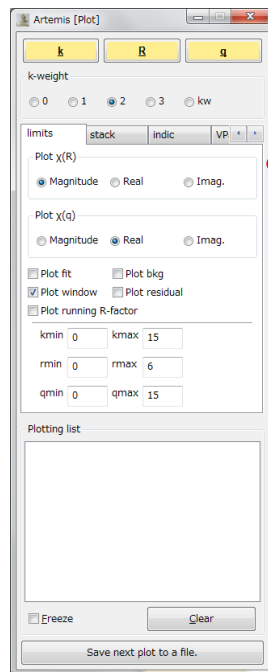 Artemis [Plot]
k R q
k-weight
0 1 2 3 kw
limits stack indic VP
Plot χ(R)
Magnitude Real Imag.
Plot χ(q)
Magnitude Real Imag.
Plot fit Plot bkg
Plot window Plot residual
Plot running R-factor
kmin 0 kmax 15
rmin 0 rmax 6
qmin 0 qmax 15
Plotting list
Freeze Clear
Save next plot to a file.